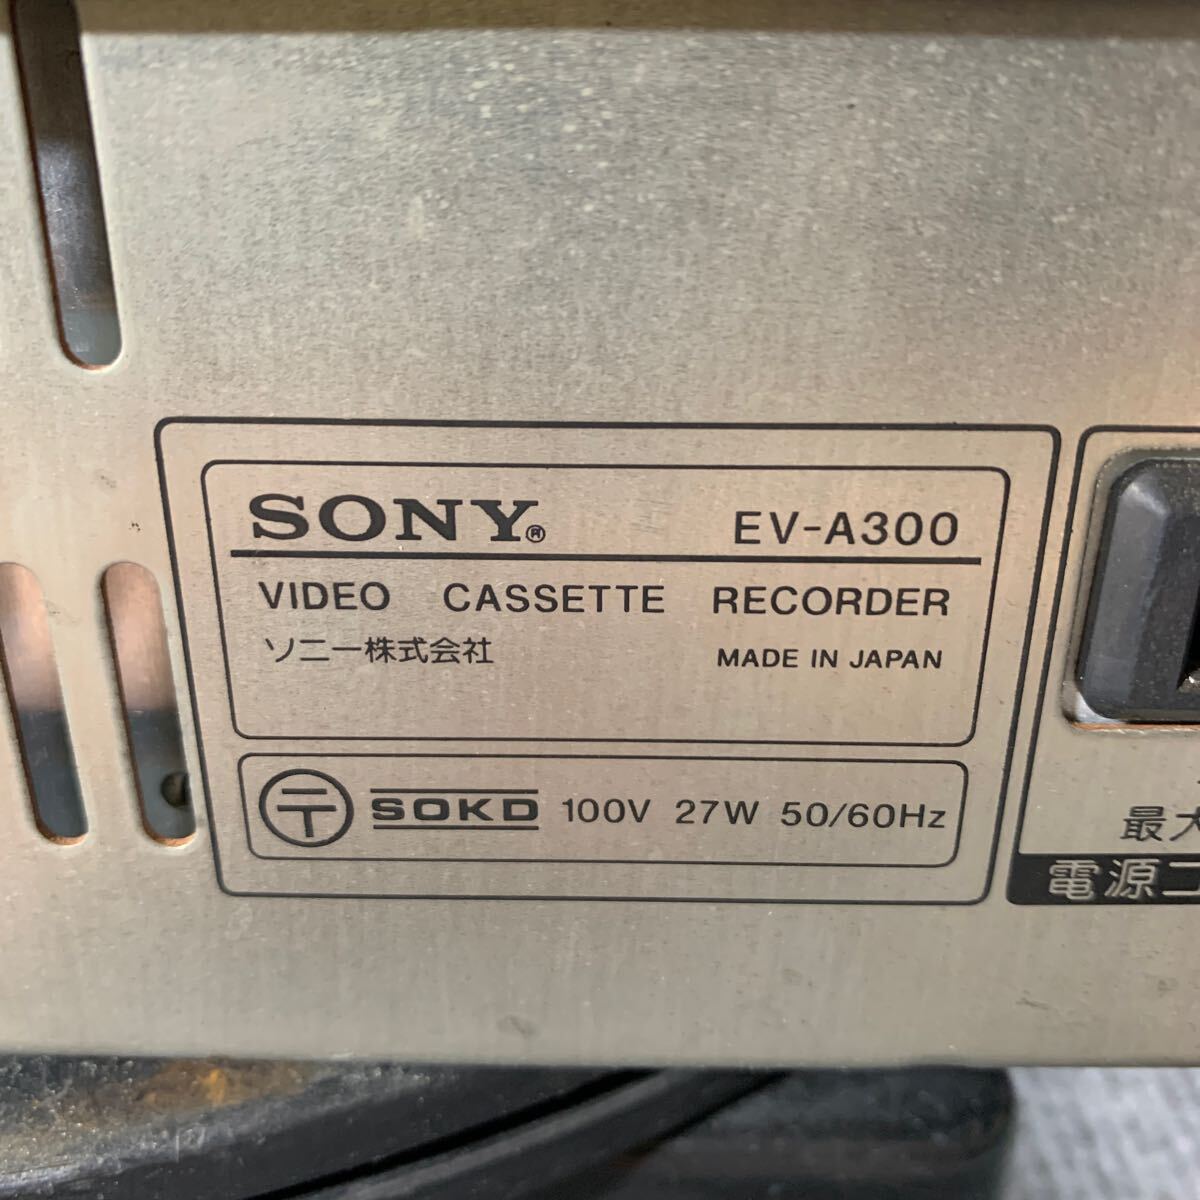 SONY® EV-A300
VIDEO CASSETTE RECORDER
ソニー株式会社 MADE IN JAPAN
〒 SOKD 100V 27W 50/60Hz
最大
電源コ